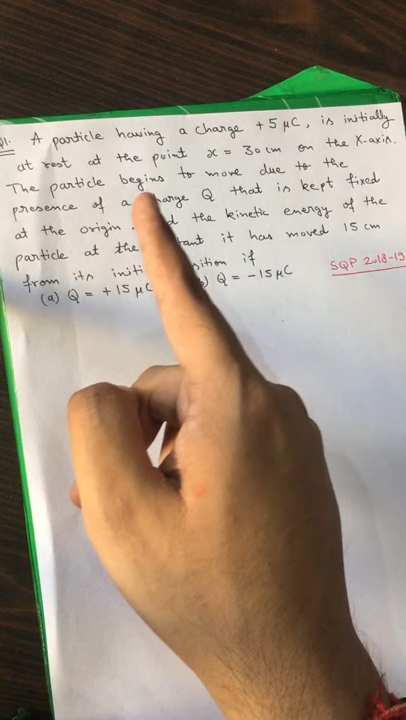 Q1. A particle having a charge +5 μC, is initially
at rest at the point x = 30 cm on the X-axis.
The particle begins to move due to the
presence of a charge Q that is kept fixed
at the origin. the kinetic energy of the
particle at the it has moved 15 cm
from its if
(a) Q = +15 μC Q = -15 μC
SQP 2018-19